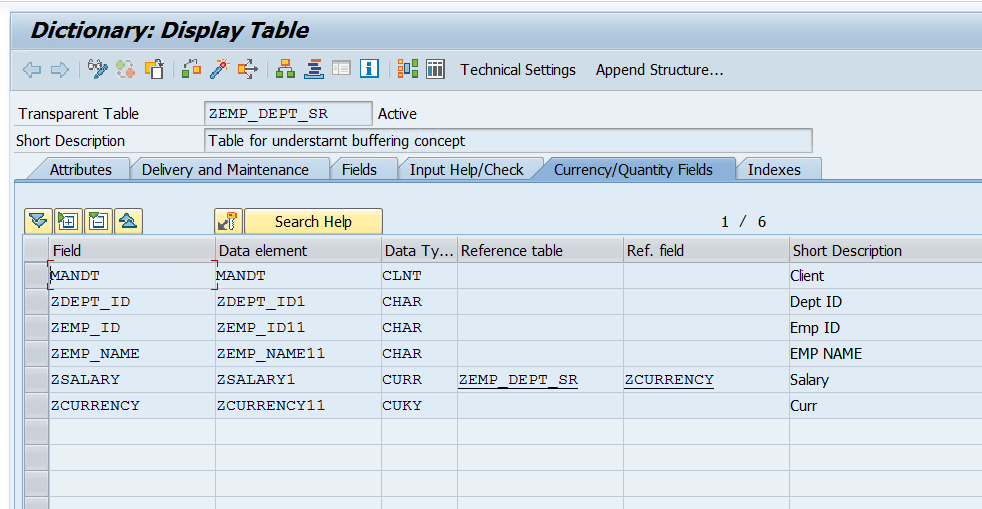 Dictionary: Display Table
Technical Settings Append Structure...
Transparent Table ZEMP_DEPT_SR Active
Short Description Table for understarnt buffering concept
Attributes Delivery and Maintenance Fields Input Help/Check Currency/Quantity Fields Indexes
Search Help 1 / 6
Field Data element Data Ty... Reference table Ref. field Short Description
MANDT MANDT CLNT Client
ZDEPT_ID ZDEPT_ID1 CHAR Dept ID
ZEMP_ID ZEMP_ID11 CHAR Emp ID
ZEMP_NAME ZEMP_NAME11 CHAR EMP NAME
ZSALARY ZSALARY1 CURR ZEMP_DEPT_SR ZCURRENCY Salary
ZCURRENCY ZCURRENCY11 CUKY Curr